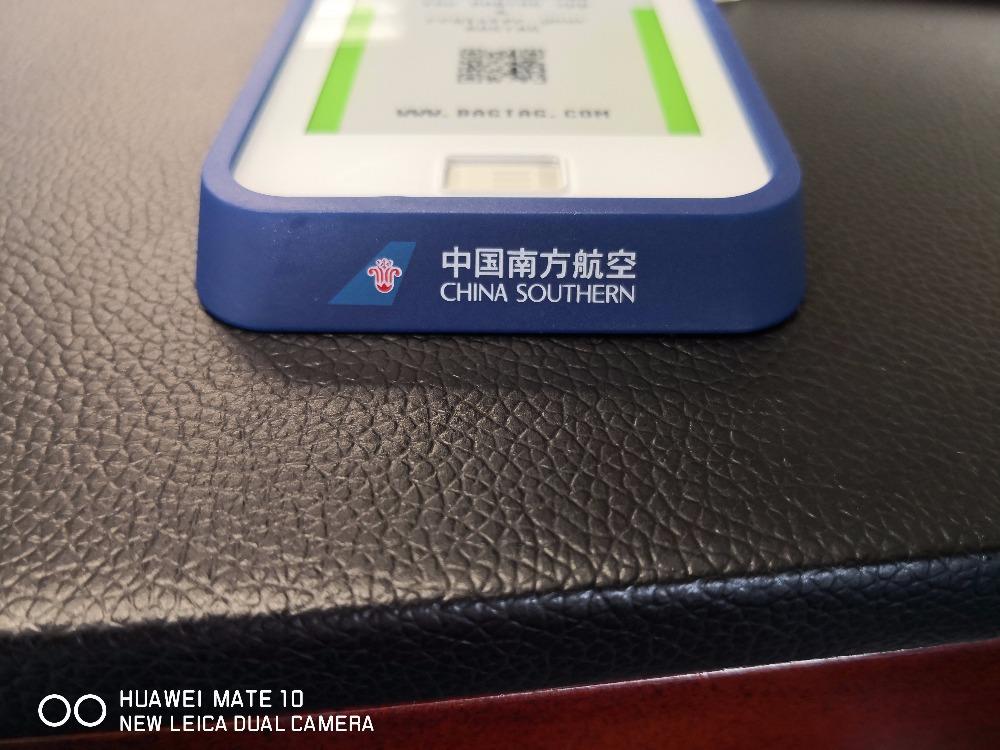 WWW.BAGTAG.COM
中国南方航空
CHINA SOUTHERN
HUAWEI MATE 10
NEW LEICA DUAL CAMERA